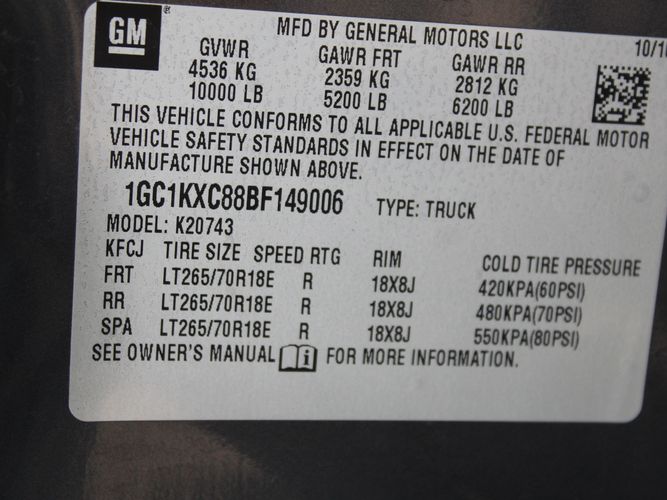 GM
MFD BY GENERAL MOTORS LLC
10/10
GVWR GAWR FRT GAWR RR
4536 KG 2359 KG 2812 KG
10000 LB 5200 LB 6200 LB
THIS VEHICLE CONFORMS TO ALL APPLICABLE U.S. FEDERAL MOTOR
VEHICLE SAFETY STANDARDS IN EFFECT ON THE DATE OF
MANUFACTURE SHOWN ABOVE.
1GC1KXC88BF149006 TYPE: TRUCK
MODEL: K20743
KFCJ TIRE SIZE SPEED RTG RIM COLD TIRE PRESSURE
FRT LT265/70R18E R 18X8J 420KPA(60PSI)
RR LT265/70R18E R 18X8J 480KPA(70PSI)
SPA LT265/70R18E R 18X8J 550KPA(80PSI)
SEE OWNER'S MANUAL FOR MORE INFORMATION.